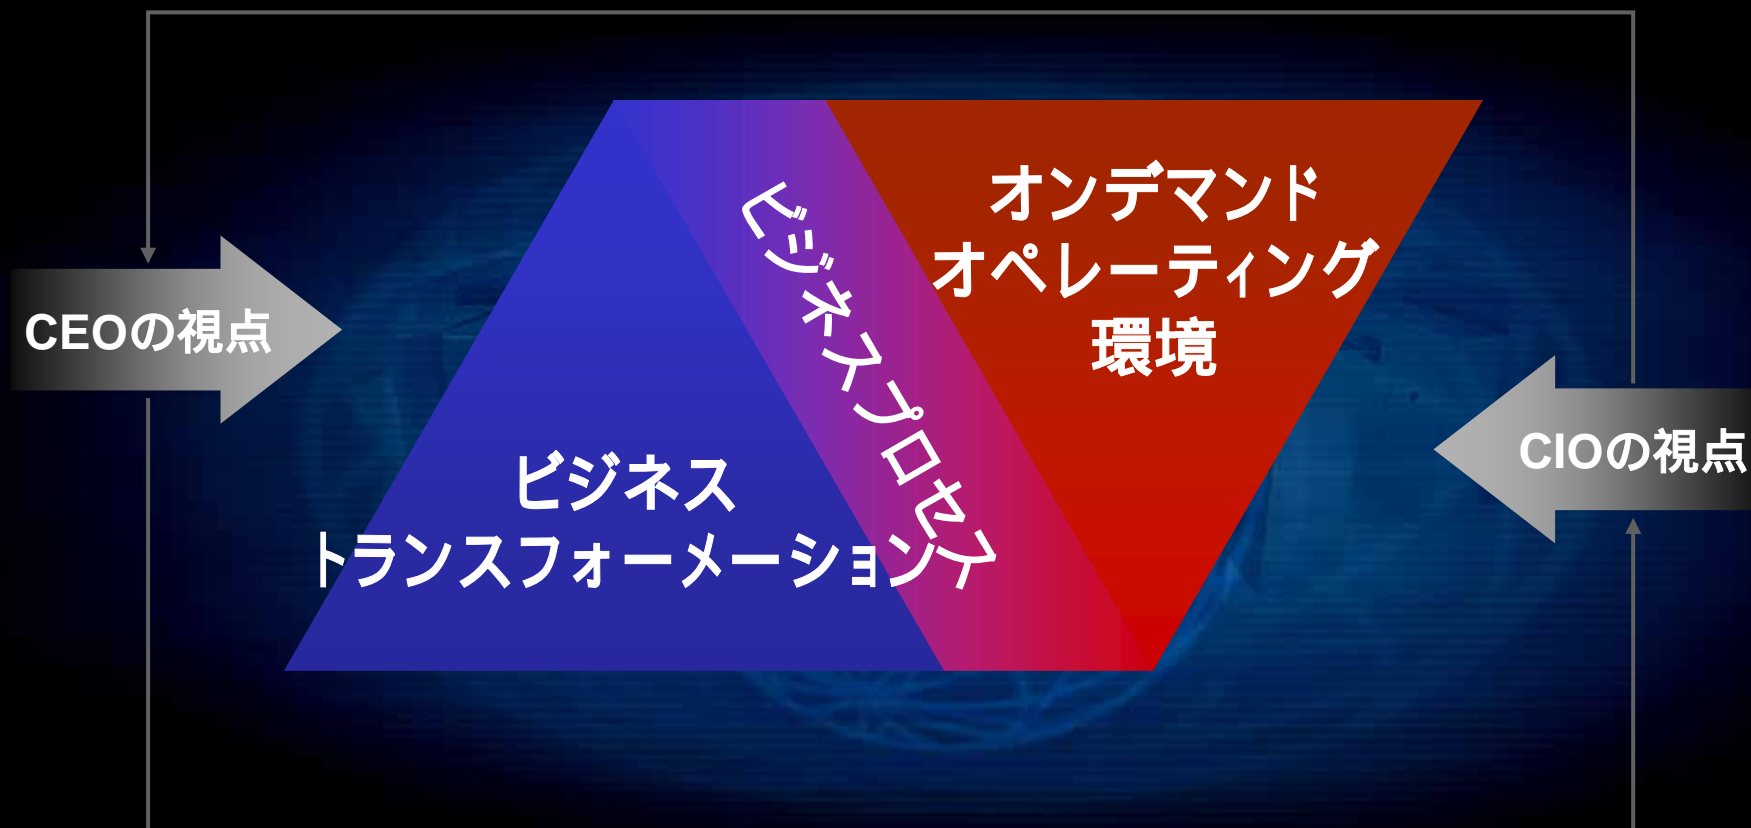 オンデマンド
オペレーティング
環境
ビジネスプロセス
CEOの視点
CIOの視点
ビジネス
トランスフォーメーション